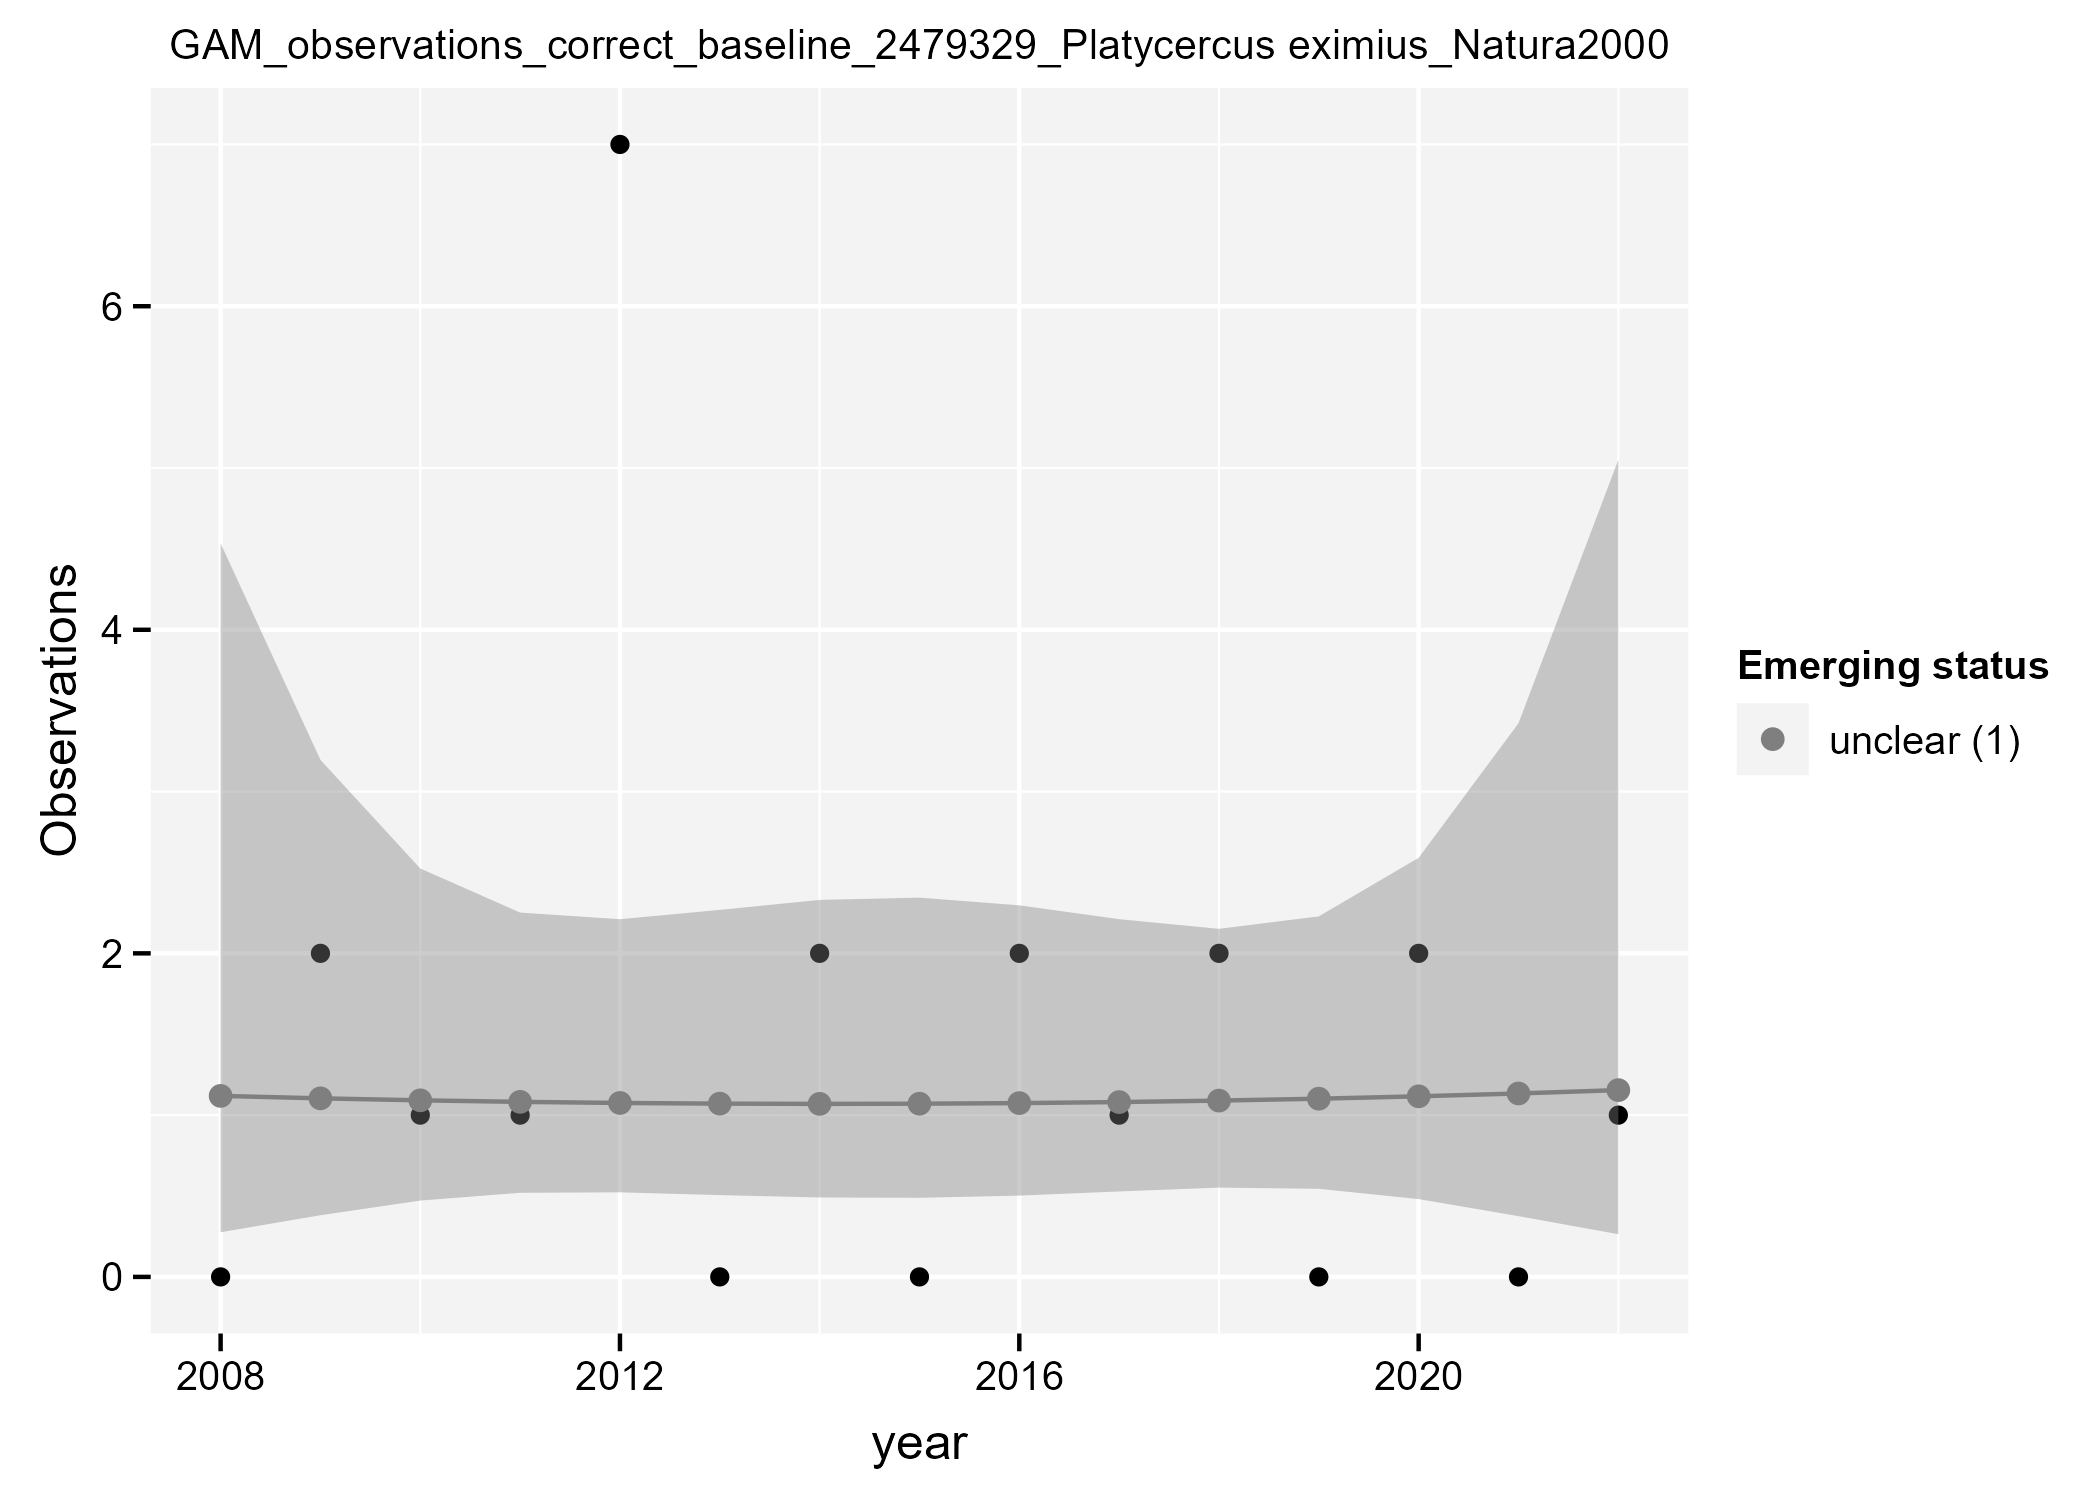 GAM_observations_correct_baseline_2479329_Platycercus eximius_Natura2000
Observations
6
4
2
0
2008
2012
2016
2020
year
Emerging status
unclear (1)